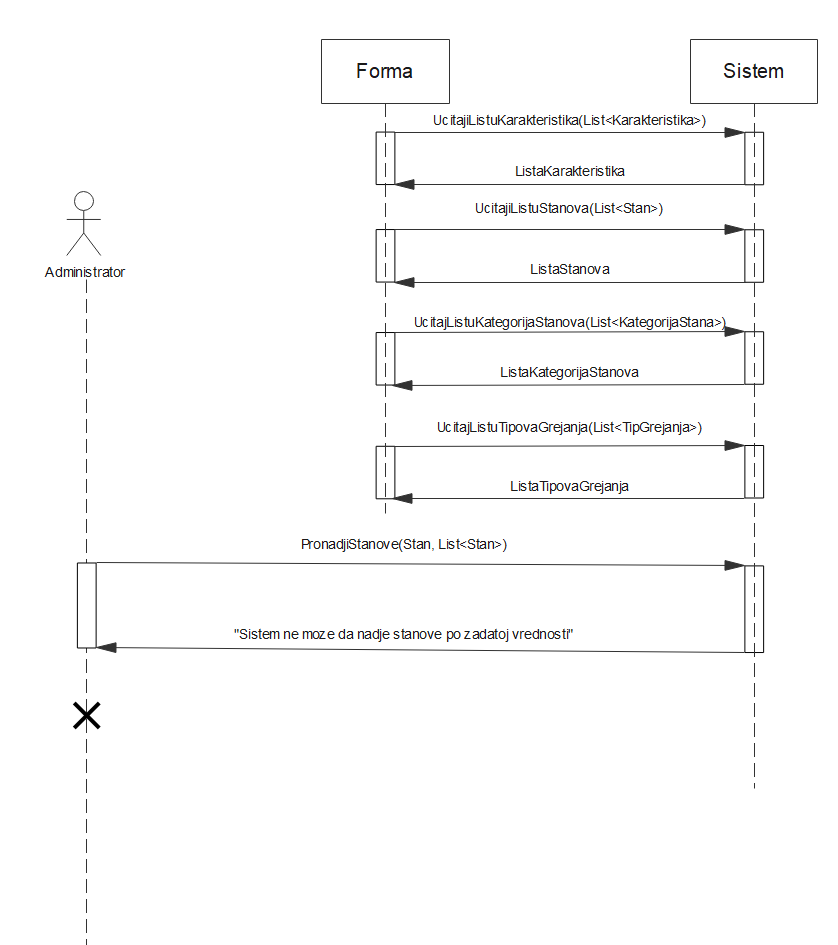 Forma
Sistem
UcitajiListuKarakteristika(List<Karakteristika>)
ListaKarakteristika
UcitajiListuStanova(List<Stan>)
Administrator
ListaStanova
UcitajListuKategorijaStanova(List<KategorijaStana>)
ListaKategorijaStanova
UcitajListuTipovaGrejanja(List<TipGrejanja>)
ListaTipovaGrejanja
PronadjiStanove(Stan, List<Stan>)
"Sistem ne moze da nadje stanove po zadatoj vrednosti"